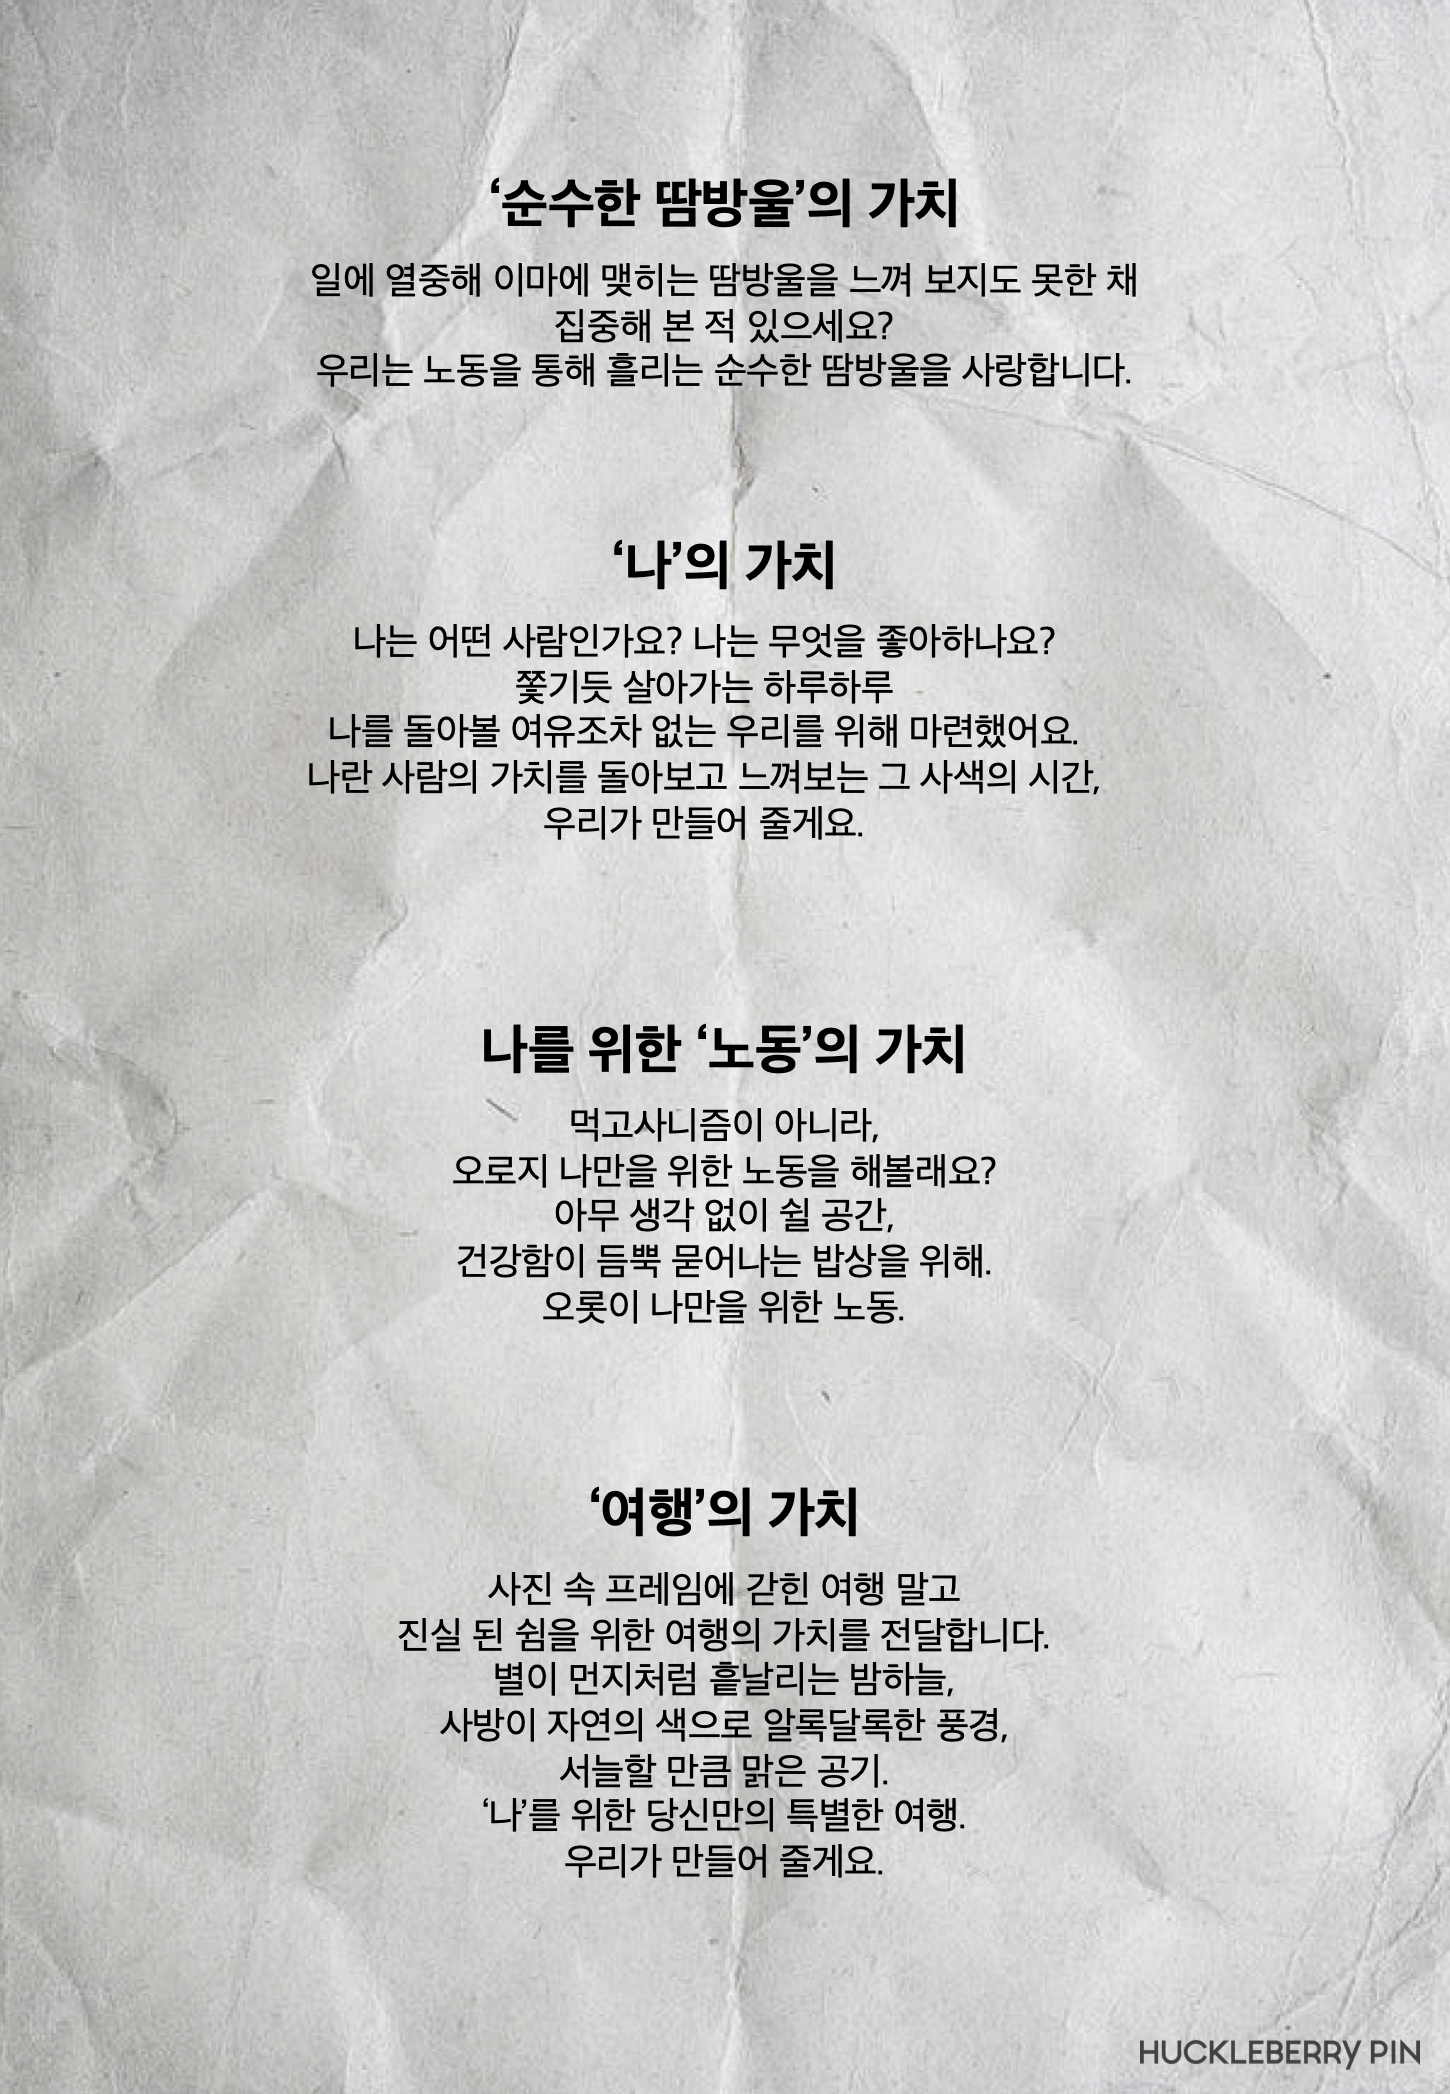 ‘순수한 땀방울’의 가치
일에 열중해 이마에 맺히는 땀방울을 느껴 보지도 못한 채
집중해 본 적 있으세요?
우리는 노동을 통해 흘리는 순수한 땀방울을 사랑합니다.
‘나’의 가치
나는 어떤 사람인가요? 나는 무엇을 좋아하나요?
쫓기듯 살아가는 하루하루
나를 돌아볼 여유조차 없는 우리를 위해 마련했어요.
나란 사람의 가치를 돌아보고 느껴보는 그 사색의 시간,
우리가 만들어 줄게요.
나를 위한 ‘노동’의 가치
먹고사니즘이 아니라,
오로지 나만을 위한 노동을 해볼래요?
아무 생각 없이 쉴 공간,
건강함이 듬뿍 묻어나는 밥상을 위해.
오롯이 나만을 위한 노동.
‘여행’의 가치
사진 속 프레임에 갇힌 여행 말고
진실 된 쉼을 위한 여행의 가치를 전달합니다.
별이 먼지처럼 흩날리는 밤하늘,
사방이 자연의 색으로 알록달록한 풍경,
서늘할 만큼 맑은 공기.
‘나’를 위한 당신만의 특별한 여행.
우리가 만들어 줄게요.
HUCKLEBERRY PIN